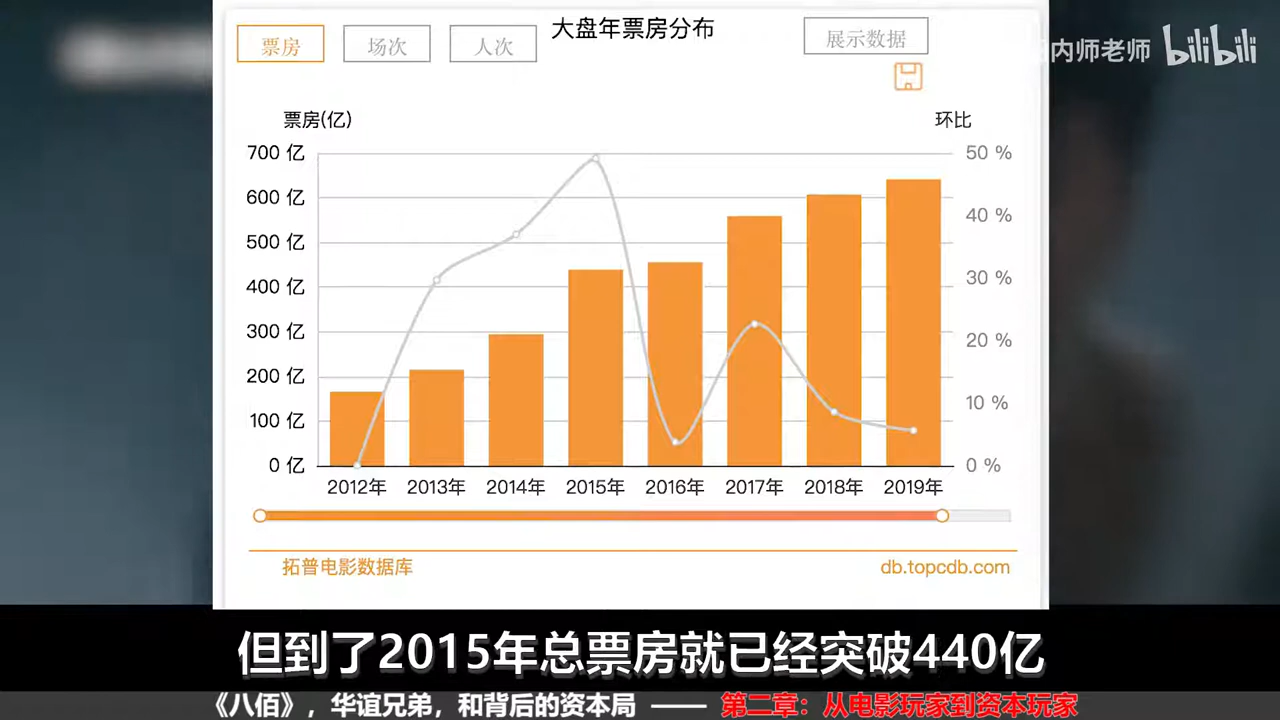 票房 场次 人次 大盘年票房分布 展示数据
内师老师 bilibili
票房(亿) 环比
700 亿 50 %
600 亿
40 %
500 亿
400 亿 30 %
300 亿
20 %
200 亿
100 亿 10 %
0 亿 0 %
2012年 2013年 2014年 2015年 2016年 2017年 2018年 2019年
拓普电影数据库 db.topcdb.com
但到了2015年总票房就已经突破440亿
《八佰》，华谊兄弟，和背后的资本局 —— 第二章：从电影玩家到资本玩家